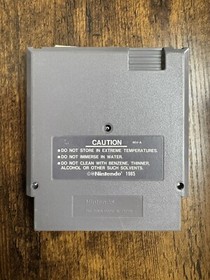 CAUTION
●DO NOT STORE IN EXTREME TEMPERATURES.
●DO NOT IMMERSE IN WATER.
●DO NOT CLEAN WITH BENZENE, THINNER,
ALCOHOL OR OTHER SUCH SOLVENTS.
©®Nintendo® 1985